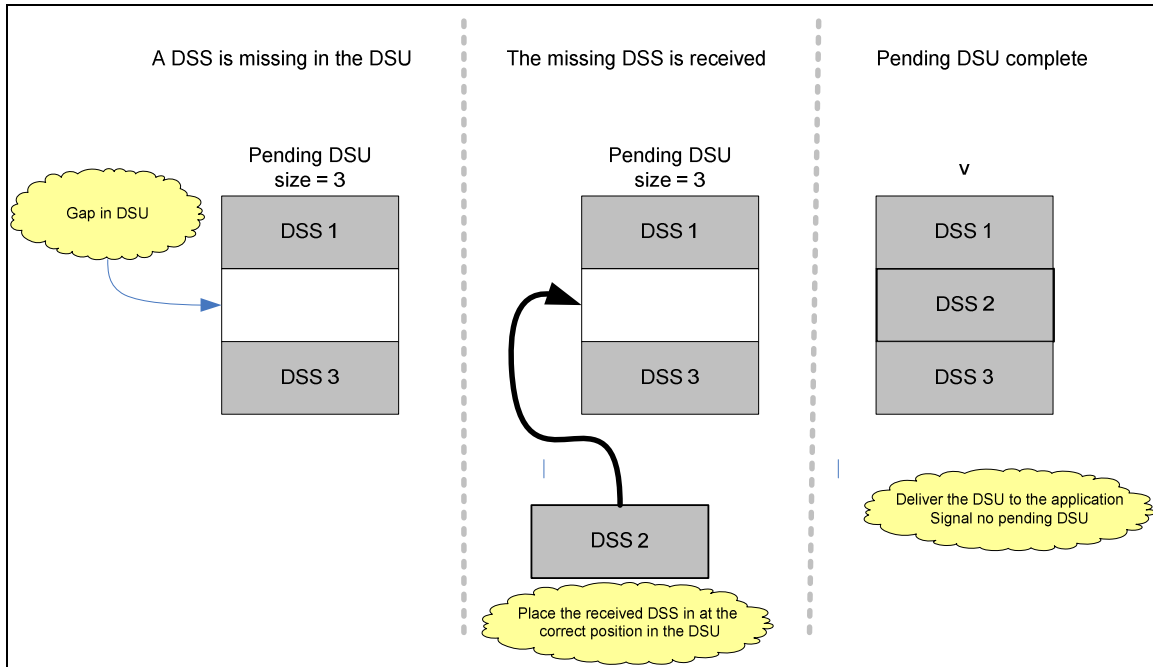 A DSS is missing in the DSU
The missing DSS is received
Pending DSU complete
Pending DSU
size = 3
Gap in DSU
DSS 1
DSS 3
Pending DSU
size = 3
DSS 1
DSS 3
DSS 2
Place the received DSS in at the
correct position in the DSU
v
DSS 1
DSS 2
DSS 3
Deliver the DSU to the application
Signal no pending DSU